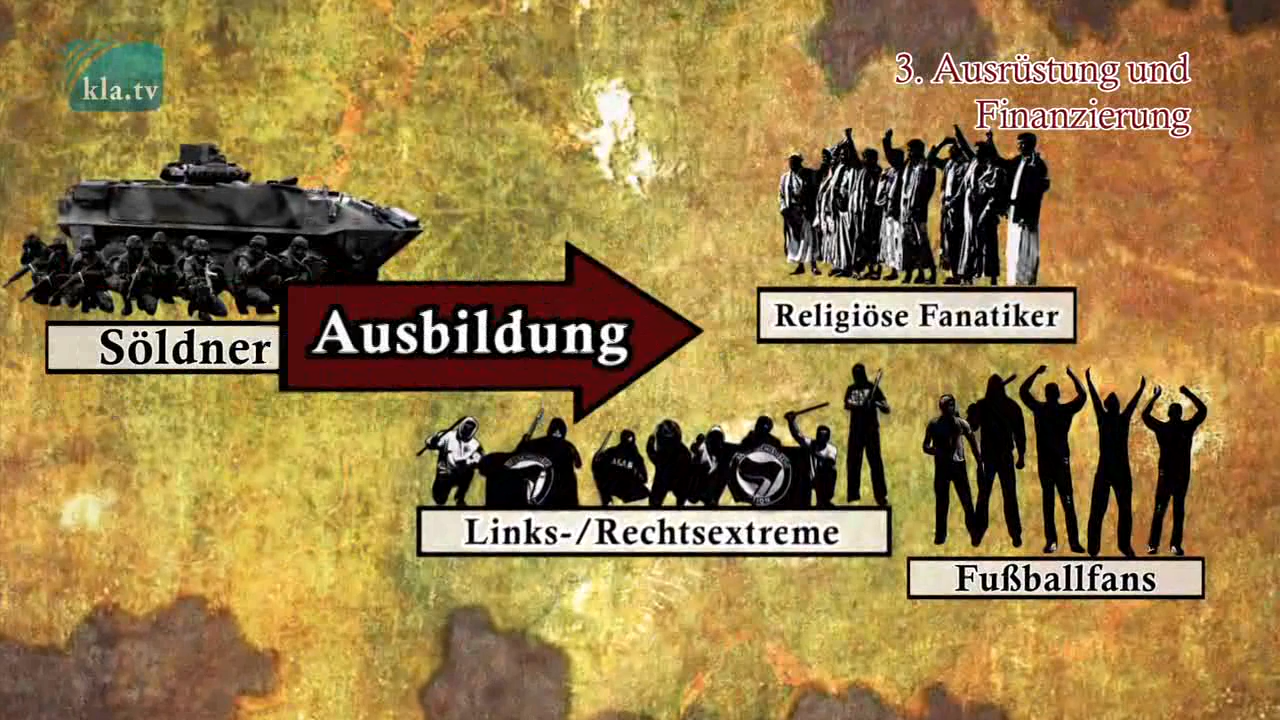 kla.tv
3. Ausrüstung und
Finanzierung
Söldner
Ausbildung
Religiöse Fanatiker
Links-/Rechtsextreme
Fußballfans